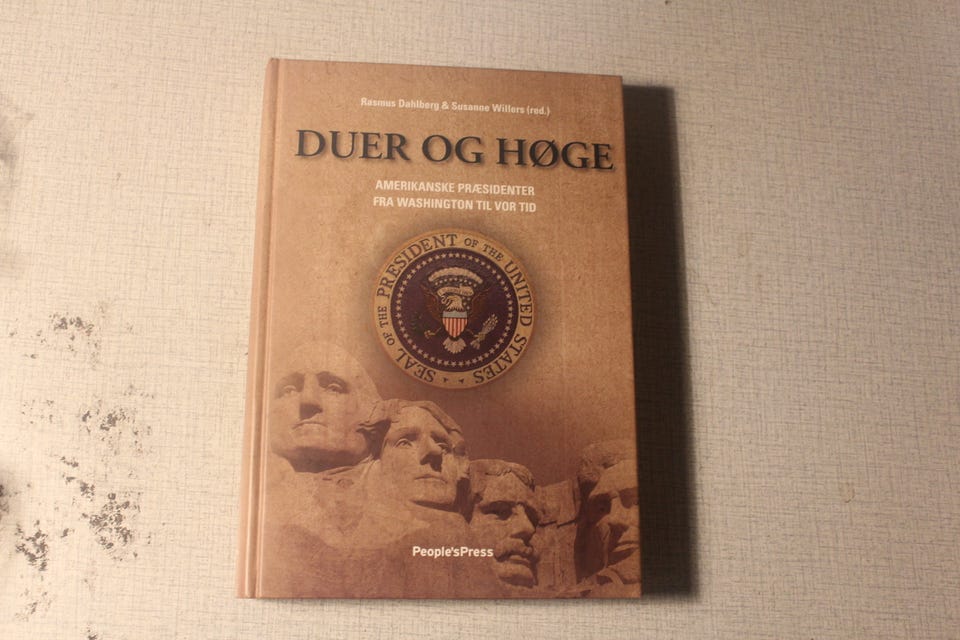 Rasmus Dahlberg & Susanne Willers (red.)
DUER OG HØGE
AMERIKANSKE PRÆSIDENTER
FRA WASHINGTON TIL VOR TID
SEAL OF THE PRESIDENT OF THE UNITED STATES
People'sPress